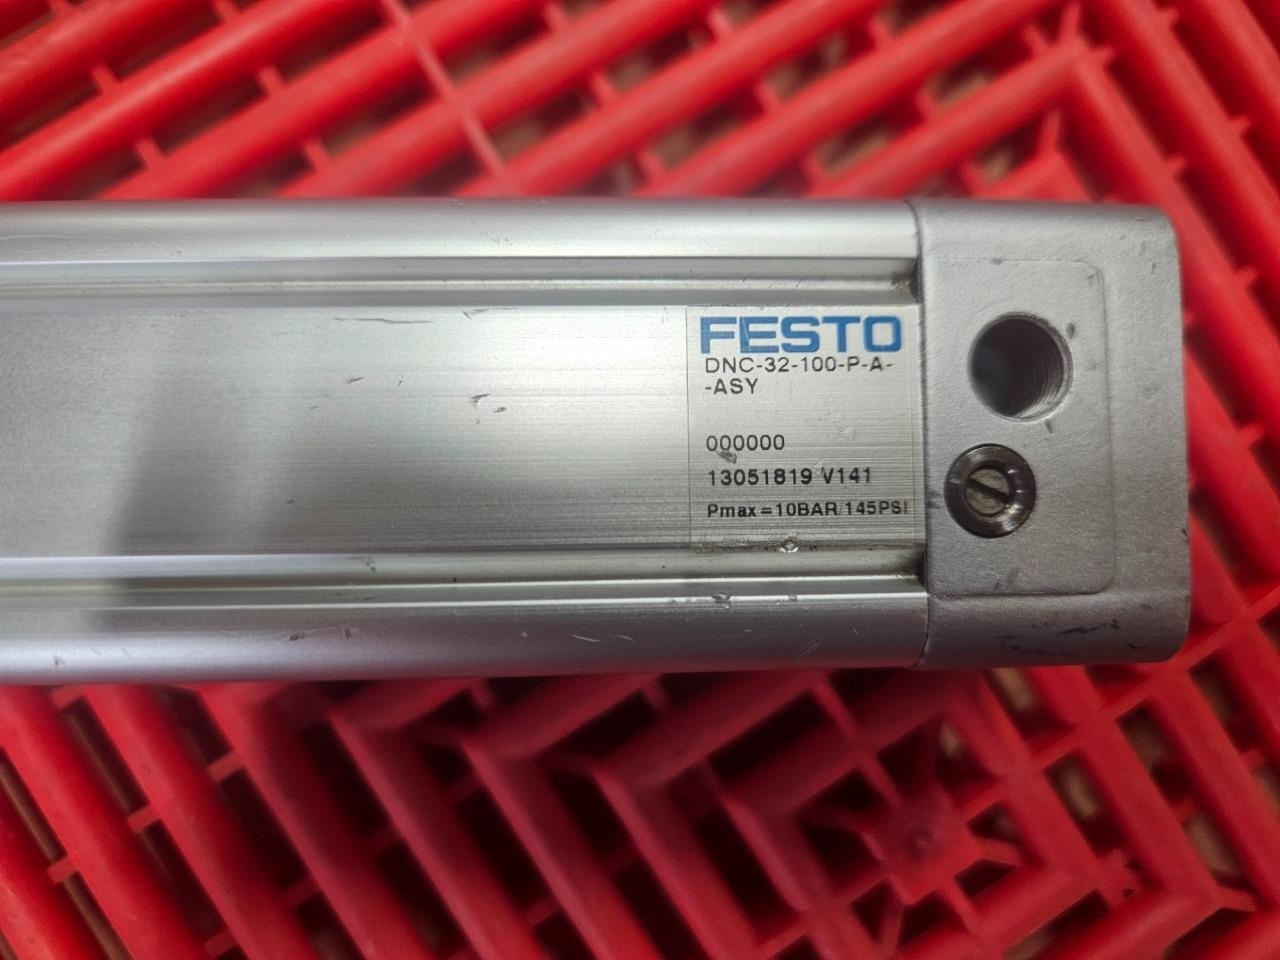 FESTO
DNC-32-100-P-A-
-ASY
000000
13051819 V141
Pmax=10BAR/145PSI